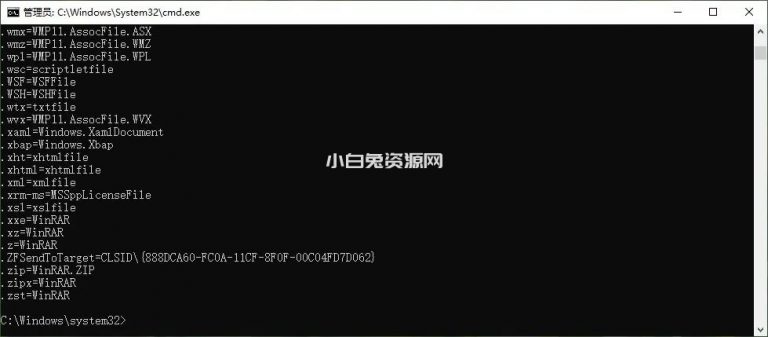 管理员: C:\Windows\System32\cmd.exe
.wmx=WMP11.AssocFile.ASX
.wmz=WMP11.AssocFile.WMZ
.wpl=WMP11.AssocFile.WPL
.wsc=scriptletfile
.WSF=WSFFile
.WSH=WSHFile
.wtx=txtfile
.wvx=WMP11.AssocFile.WVX
.xaml=Windows.XamlDocument
.xbap=Windows.Xbap
.xht=xhtmlfile
.xhtml=xhtmlfile
.xml=xmlfile
.xrm-ms=MSSppLicenseFile
.xsl=xslfile
.xxe=WinRAR
.xz=WinRAR
.z=WinRAR
.ZFSendToTarget=CLSID\{888DCA60-FC0A-11CF-8F0F-00C04FD7D062}
.zip=WinRAR.ZIP
.zipx=WinRAR
.zst=WinRAR
C:\Windows\system32>
小白兔资源网